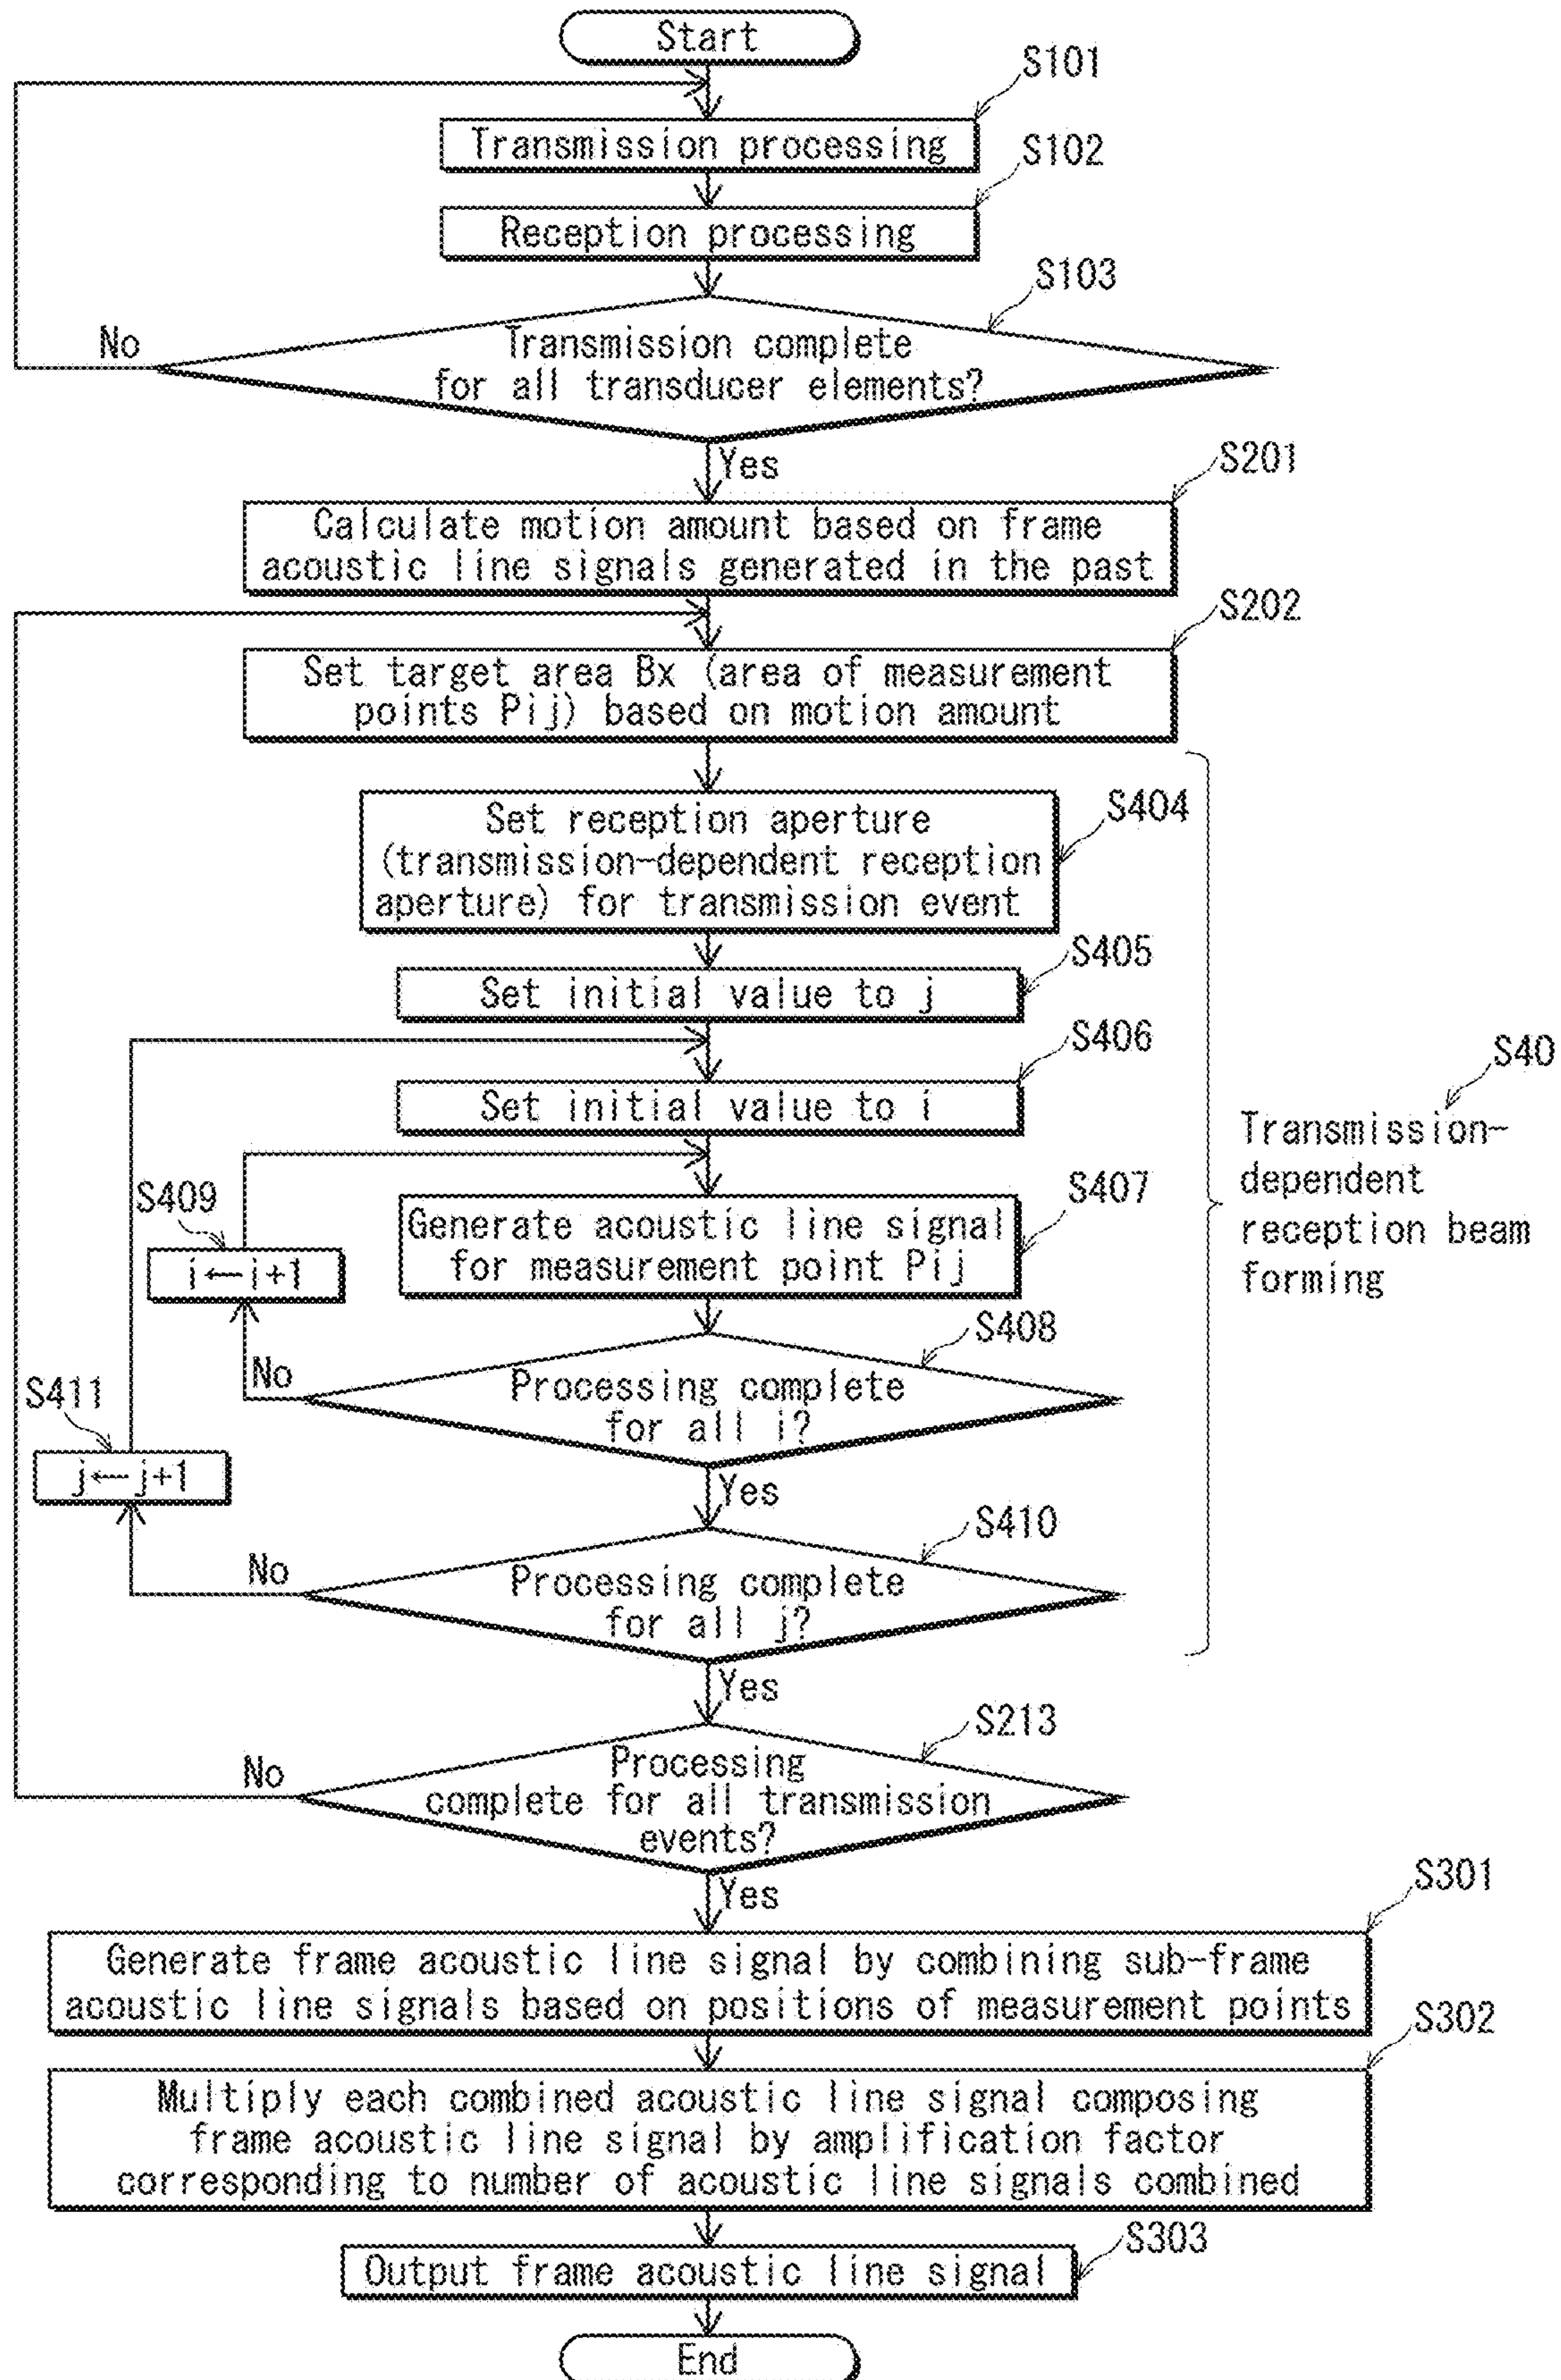 Start
S101
Transmission processing
S102
Reception processing
S103
Transmission complete
for all transducer elements?
No
Yes
S201
Calculate motion amount based on frame
acoustic line signals generated in the past
S202
Set target area Bx (area of measurement
points Pij) based on motion amount
S404
Set reception aperture
(transmission-dependent reception
aperture) for transmission event
S405
Set initial value to j
S406
Set initial value to i
S40
Transmission-
dependent
reception beam
forming
S409
i←i+1
S407
Generate acoustic line signal
for measurement point Pij
S408
Processing complete
for all i?
No
Yes
S411
j←j+1
S410
Processing complete
for all j?
No
Yes
S213
Processing
complete for all transmission
events?
No
Yes
S301
Generate frame acoustic line signal by combining sub-frame
acoustic line signals based on positions of measurement points
S302
Multiply each combined acoustic line signal composing
frame acoustic line signal by amplification factor
corresponding to number of acoustic line signals combined
S303
Output frame acoustic line signal
End